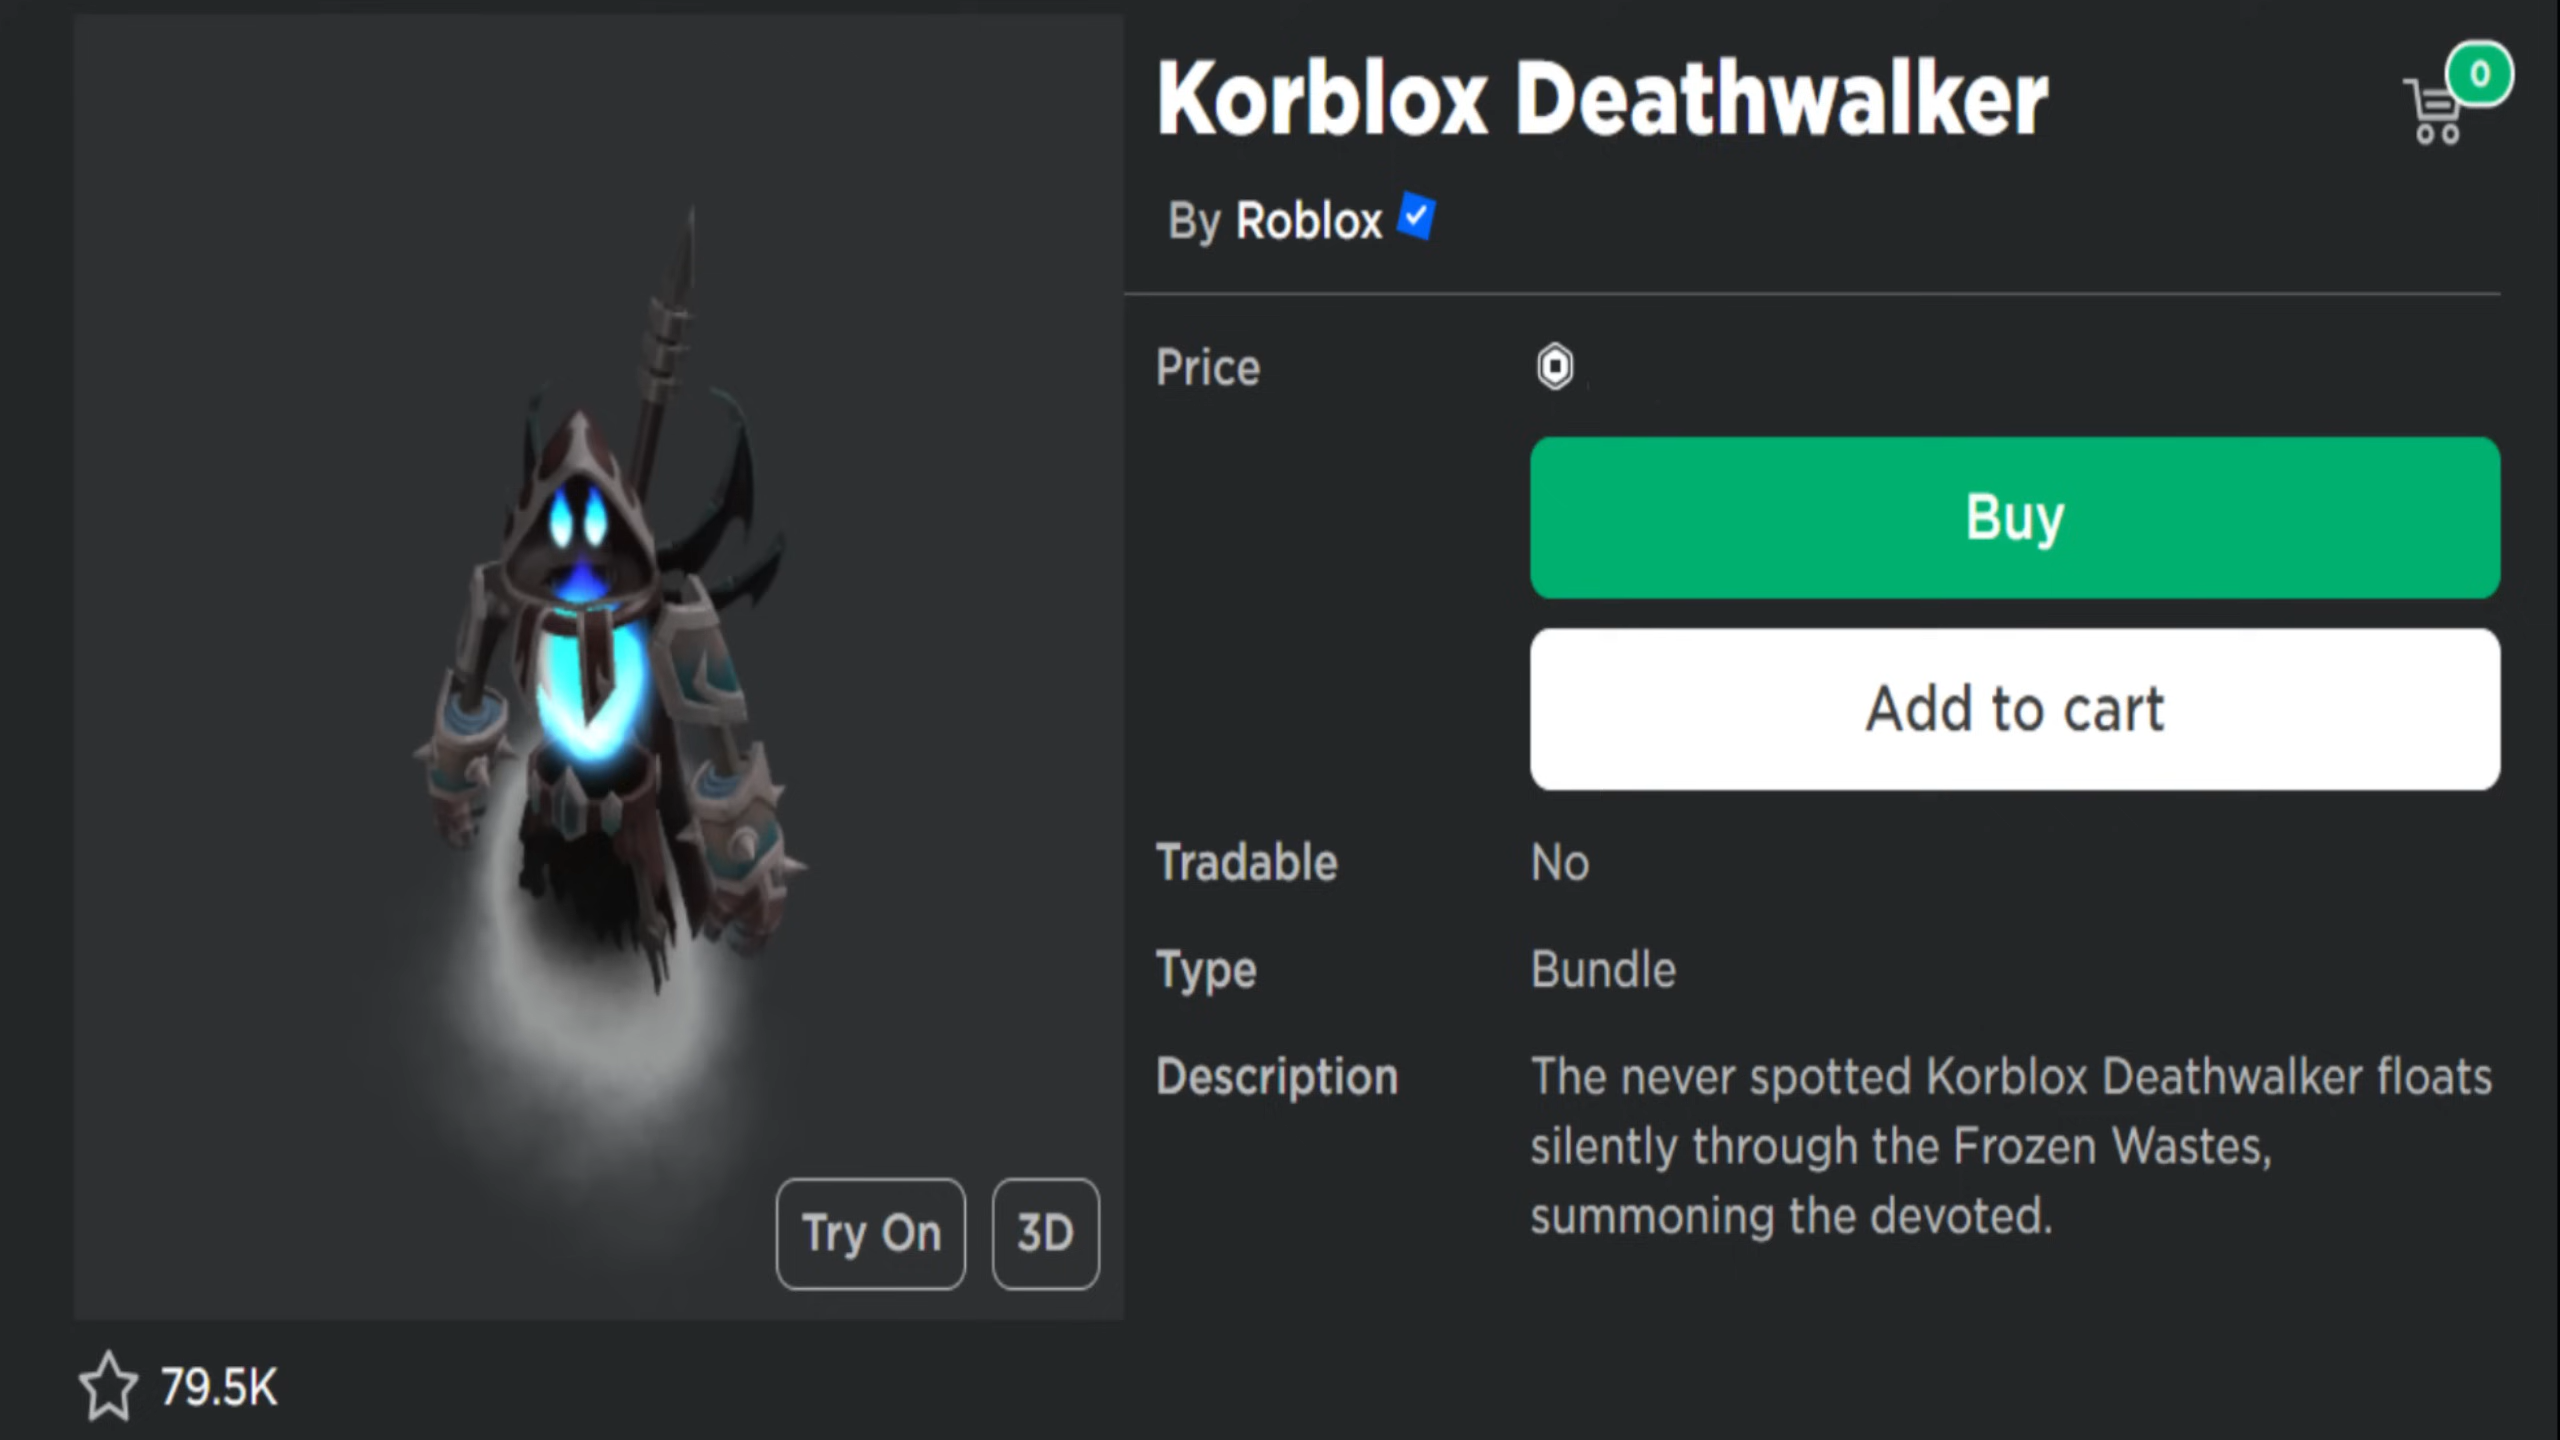 Korblox Deathwalker
0
By Roblox
Price
Buy
Add to cart
Tradable No
Type Bundle
Description The never spotted Korblox Deathwalker floats
silently through the Frozen Wastes,
summoning the devoted.
Try On 3D
79.5K